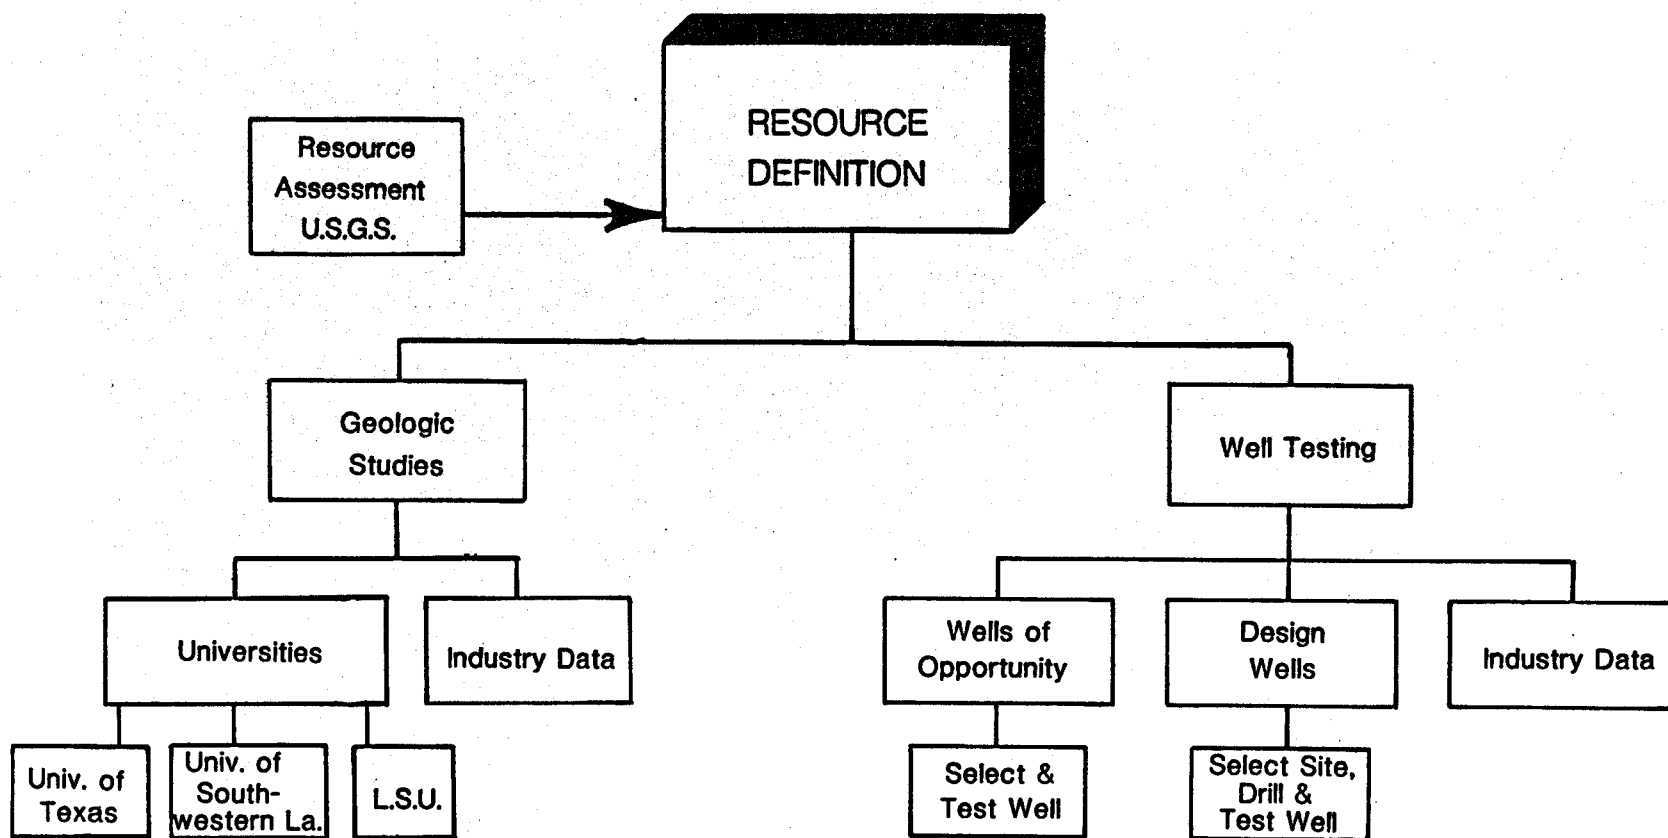 RESOURCE
DEFINITION
Resource
Assessment
U.S.G.S.
Geologic
Studies
Well Testing
Universities
Industry Data
Wells of
Opportunity
Design
Wells
Industry Data
Univ. of
Texas
Univ. of
South-
western La.
L.S.U.
Select &
Test Well
Select Site,
Drill &
Test Well